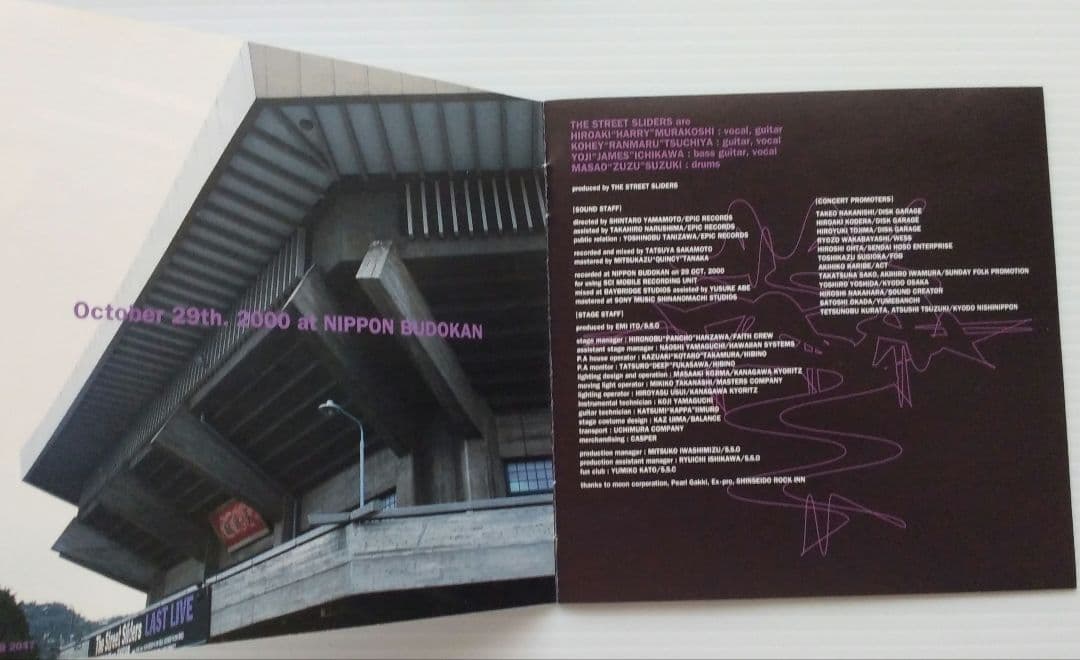 October 29th. 2000 at NIPPON BUDOKAN
The Street Sliders LAST LIVE
2047
THE STREET SLIDERS are
HIROAKI"HARRY"MURAKOSHI : vocal, guitar
KOHEY"RANMARU"TSUCHIYA : guitar, vocal
YOJI"JAMES"ICHIKAWA : bass guitar, vocal
MASAO"ZUZU"SUZUKI : drums
produced by THE STREET SLIDERS
[SOUND STAFF]
directed by SHINTARO YAMAMOTO/EPIC RECORDS
assisted by TAKAHIRO NARUSHIMA/EPIC RECORDS
public relation : YOSHINOBU TANIZAWA/EPIC RECORDS
recorded and mixed by TATSUYA SAKAMOTO
mastered by MITSUKAZU"QUINCY"TANAKA
recorded at NIPPON BUDOKAN on 29 OCT. 2000
for using SCI MOBILE RECORDING UNIT
mixed at BAYBRIDGE STUDIOS assisted by YUSUKE ABE
mastered at SONY MUSIC SHINANOMACHI STUDIOS
[STAGE STAFF]
produced by EMI ITO/S.S.O
stage manager : HIRONOBU"PANCHO"HANZAWA/FAITH CREW
assistant stage manager : NAOSHI YAMAGUCHI/HAWAIIAN SYSTEMS
P.A house operator : KAZUAKI"KOTARO"TAKAMURA/HIBINO
P.A monitor : TATSURO"DEEP"FUKASAWA/HIBINO
lighting design and operation : MASAAKI KOJIMA/KANAGAWA KYORITZ
moving light operator : MIKIKO TAKANASHI/MASTERS COMPANY
lighting operator : HIROYASU USUI/KANAGAWA KYORITZ
instrumental technician : KOJI YAMAGUCHI
guitar technician : KATSUMI"KAPPA"IIMURO
stage costume design : KAZ IJIMA/BALANCE
transport : UCHIMURA COMPANY
merchandising : CASPER
production manager : MITSUKO IWASHIMIZU/S.S.O
production assistant manager : RYUICHI ISHIKAWA/S.S.O
fun club : YUMIKO KATO/S.S.C
thanks to moon corporation, Pearl Gakki, Ex-pro, SHINSEIDO ROCK INN
[CONCERT PROMOTERS]
TAKEO NAKANISHI/DISK GARAGE
HIROAKI KODERA/DISK GARAGE
HIROYUKI TOJIMA/DISK GARAGE
RYOZO WAKABAYASHI/WESS
HIROSHI OHTA/SENDAI HOSO ENTERPRISE
TOSHIKAZU SUGIOKA/FOB
AKIHIKO KABUE/ACT
TAKATSUNA SAKO, AKIHIRO IWAMURA/SUNDAY FOLK PROMOTION
YOSHIRO YOSHIDA/KYODO OSAKA
HIROSHI NAKAHARA/SOUND CREATOR
SATOSHI OKADA/YUMEBANCHI
TETSUNOBU KURATA, ATSUSHI TSUZUKI/KYODO NISHINIPPON